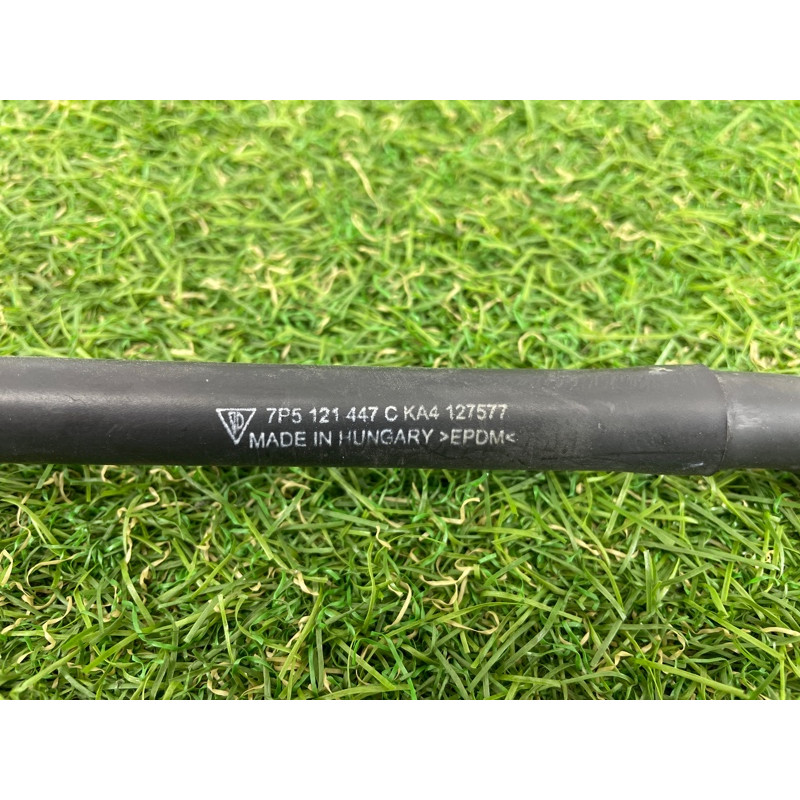 7P5 121 447 C KA4 127577
MADE IN HUNGARY >EPDM<